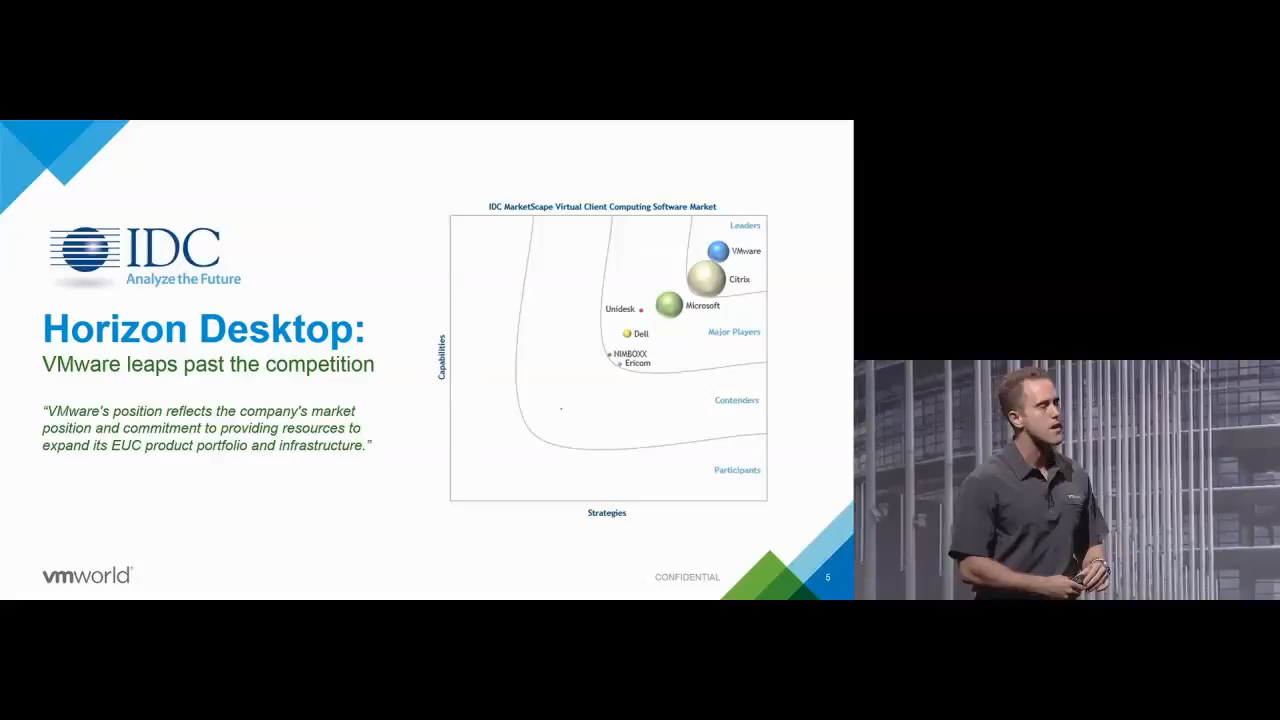 IDC
Analyze the Future
Horizon Desktop:
VMware leaps past the competition
“VMware's position reflects the company's market
position and commitment to providing resources to
expand its EUC product portfolio and infrastructure.”
IDC MarketScape Virtual Client Computing Software Market
Leaders
VMware
Citrix
Unidesk
Microsoft
Dell
Major Players
NIMBOXX
Ericom
Contenders
Participants
Capabilities
Strategies
vmworld®
CONFIDENTIAL
5